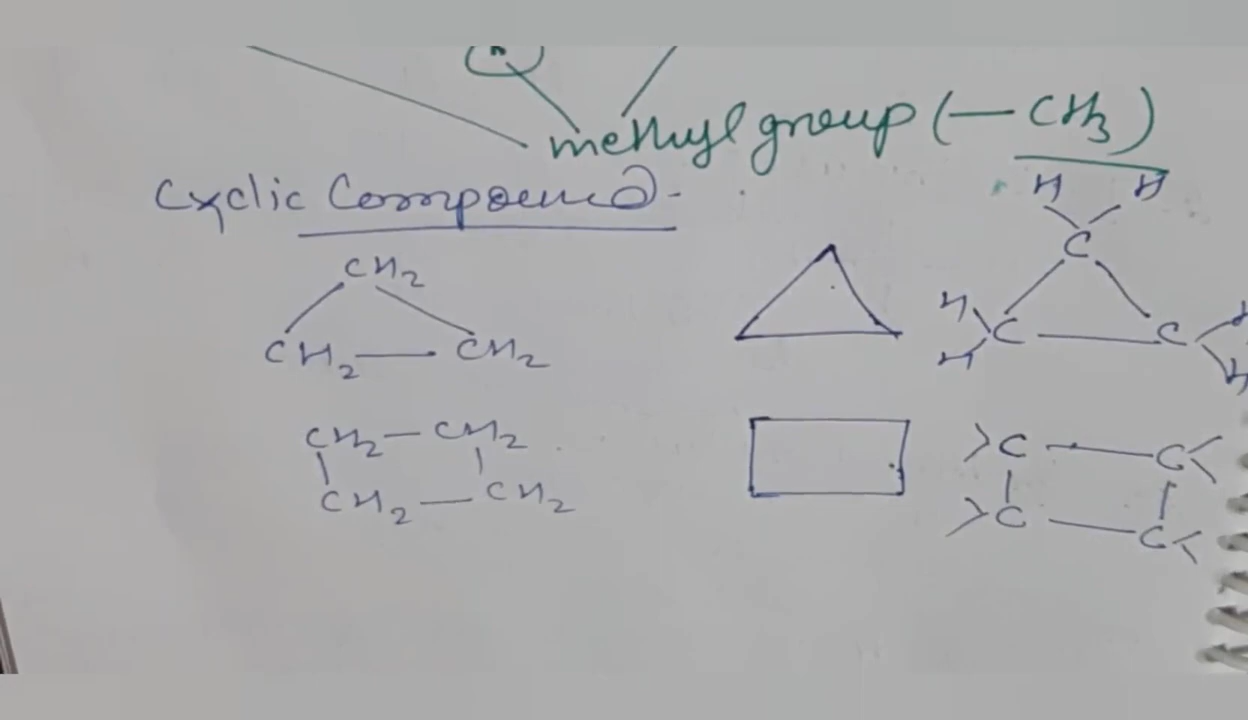 methyl group (— CH3)
Cyclic Compound-
CH2
CH2 — CH2
H H
C
H C — C H
H H
CH2 — CH2
CH2 — CH2
C — C
C — C